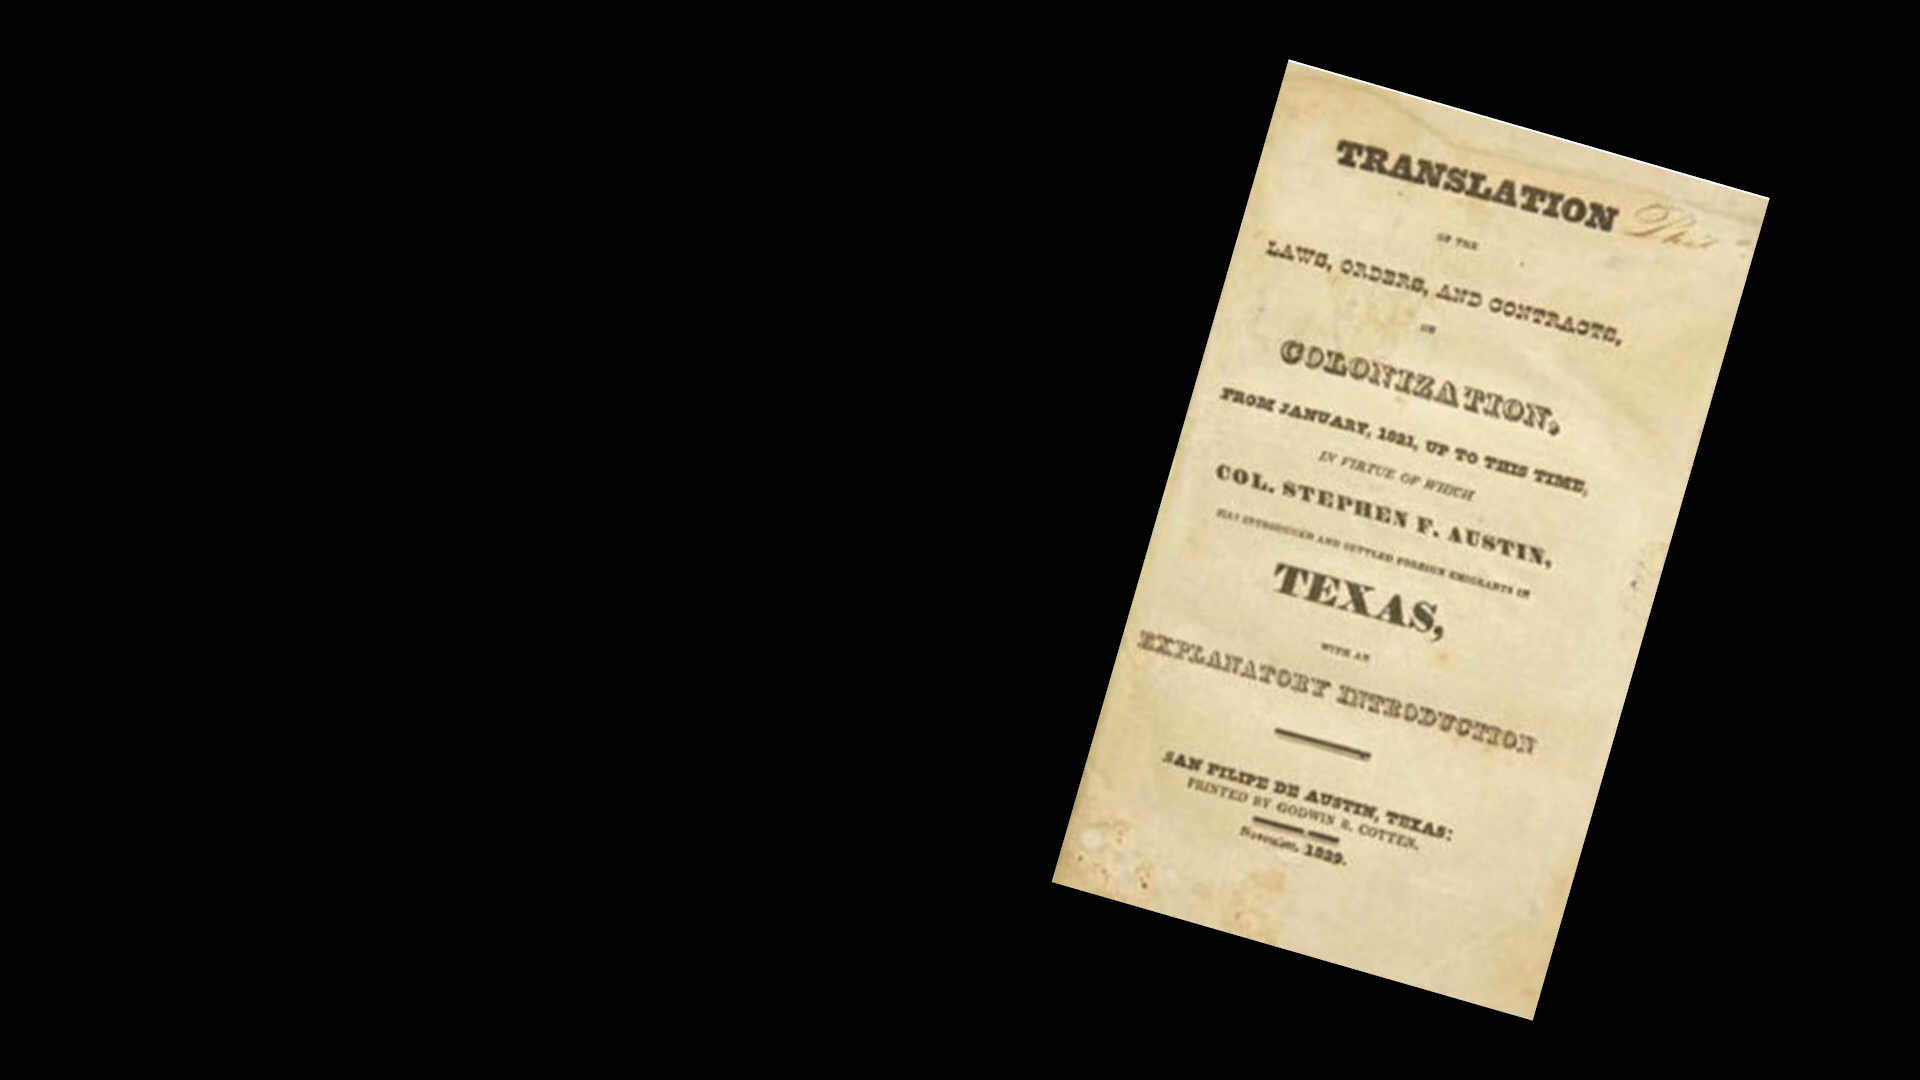 TRANSLATION
OF THE
LAWS, ORDERS, AND CONTRACTS,
ON
COLONIZATION,
FROM JANUARY, 1821, UP TO THIS TIME,
IN VIRTUE OF WHICH
COL. STEPHEN F. AUSTIN,
HAS INTRODUCED AND SETTLED FOREIGN EMIGRANTS IN
TEXAS,
WITH AN
EXPLANATORY INTRODUCTION
SAN FILIPE DE AUSTIN, TEXAS:
PRINTED BY GODWIN B. COTTEN.
November, 1829.